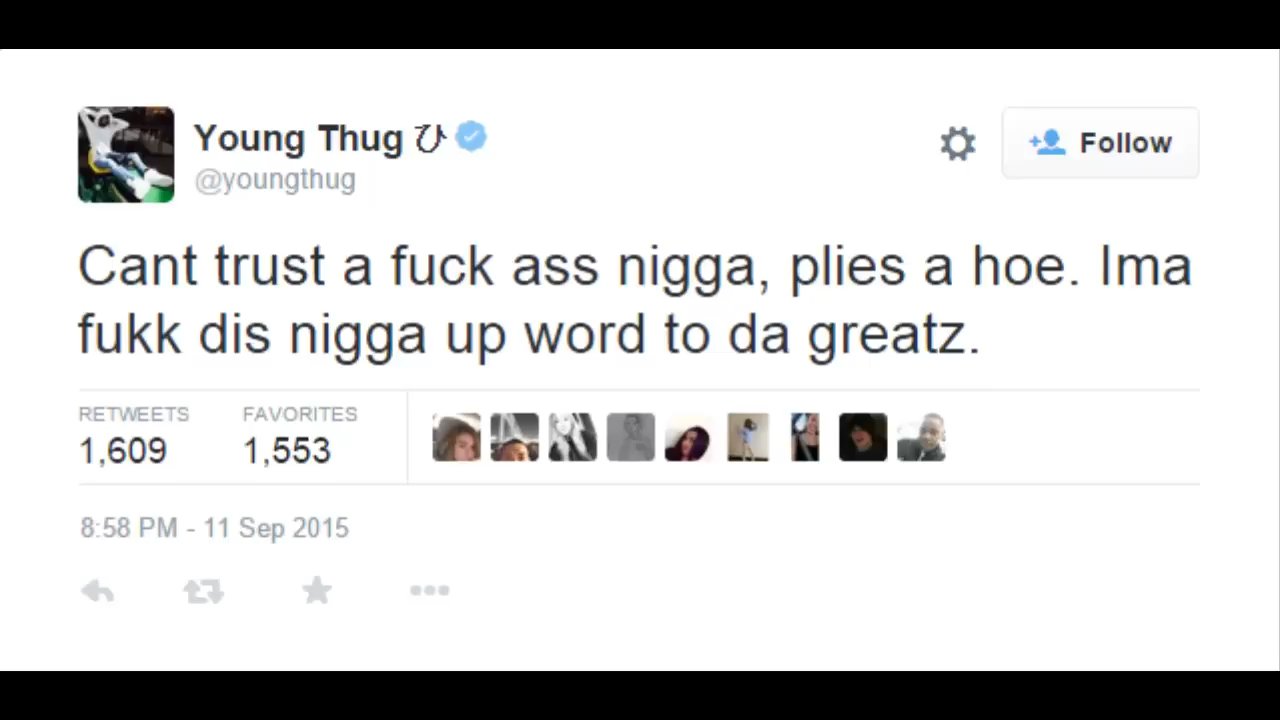 Young Thug ひ
@youngthug
Follow
Cant trust a fuck ass nigga, plies a hoe. Ima
fukk dis nigga up word to da greatz.
RETWEETS FAVORITES
1,609 1,553
8:58 PM - 11 Sep 2015